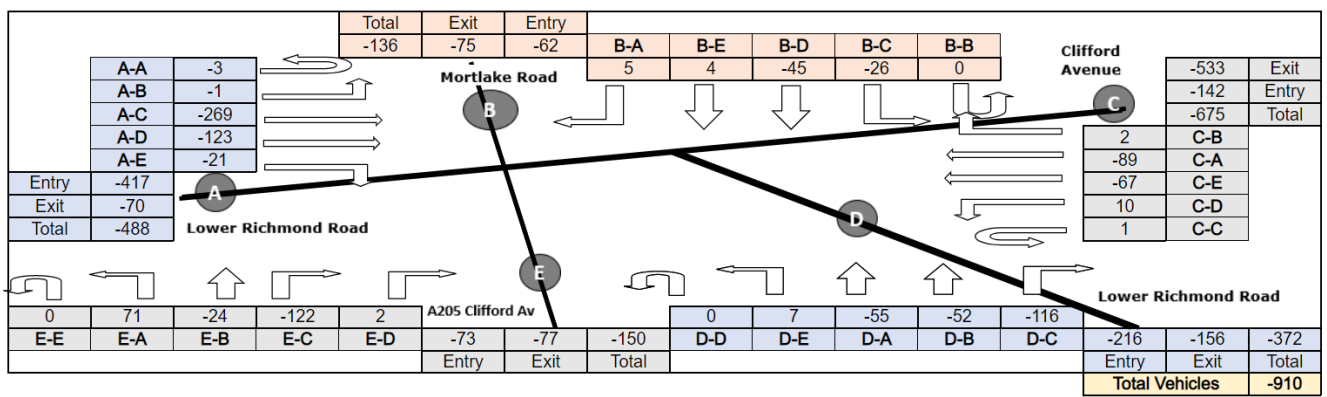 Total Exit Entry
-136 -75 -62
B-A B-E B-D B-C B-B
5 4 -45 -26 0
Clifford
Avenue
-533 Exit
-142 Entry
-675 Total
A-A -3
A-B -1
A-C -269
A-D -123
A-E -21
Mortlake Road
B
C
2 C-B
-89 C-A
-67 C-E
10 C-D
1 C-C
Entry -417
Exit -70
Total -488
A
Lower Richmond Road
D
E
A205 Clifford Av
Lower Richmond Road
0 71 -24 -122 2
E-E E-A E-B E-C E-D
-73 -77 -150
Entry Exit Total
0 7 -55 -52 -116
D-D D-E D-A D-B D-C
-216 -156 -372
Entry Exit Total
Total Vehicles -910